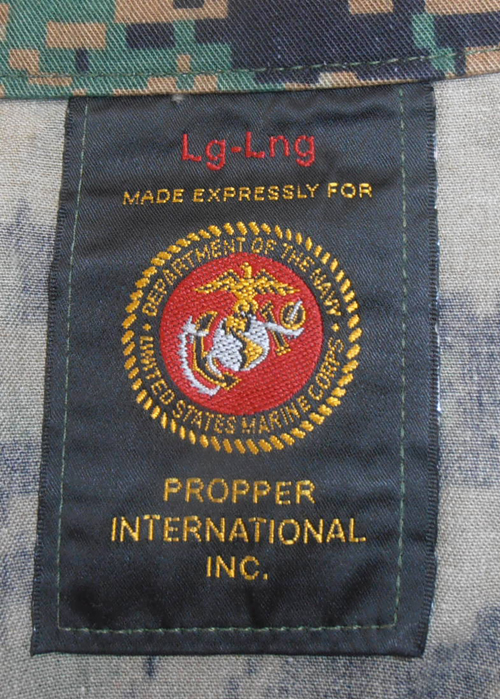 Lg-Lng
MADE EXPRESSLY FOR
DEPARTMENT OF THE NAVY
UNITED STATES MARINE CORPS
PROPPER
INTERNATIONAL
INC.